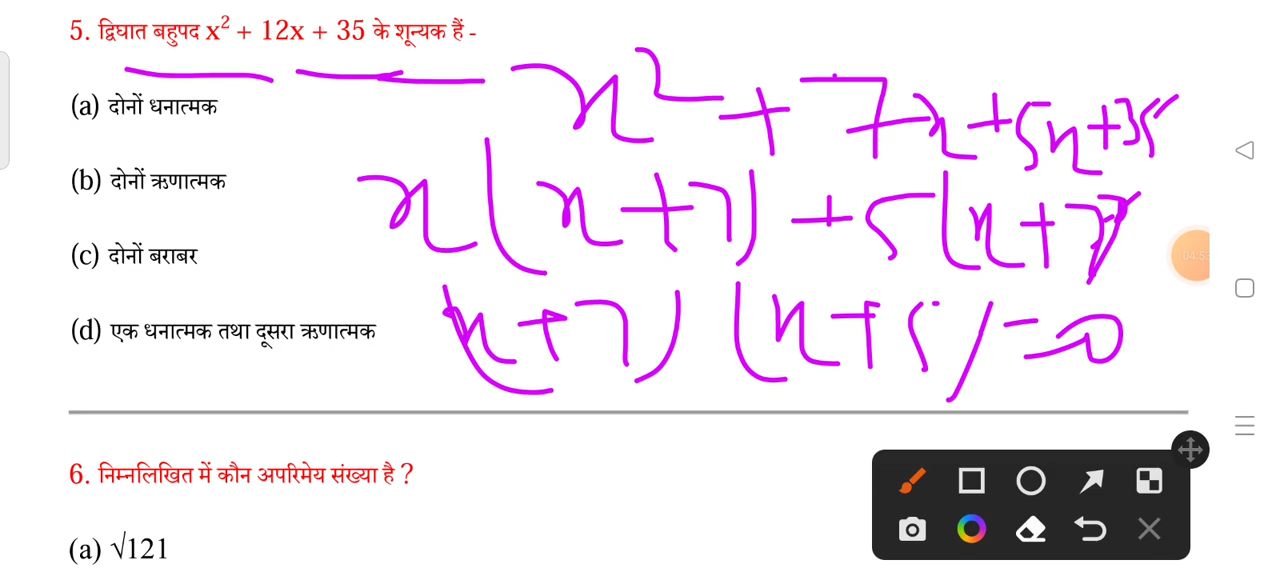 5. द्विघात बहुपद x² + 12x + 35 के शून्यक हैं -
x² + 7x + 5x + 35
(a) दोनों धनात्मक
(b) दोनों ऋणात्मक
x(x+7) + 5(x+7)
(c) दोनों बराबर
(d) एक धनात्मक तथा दूसरा ऋणात्मक
(x+7)(x+5) = 0
6. निम्नलिखित में कौन अपरिमेय संख्या है ?
(a) √121